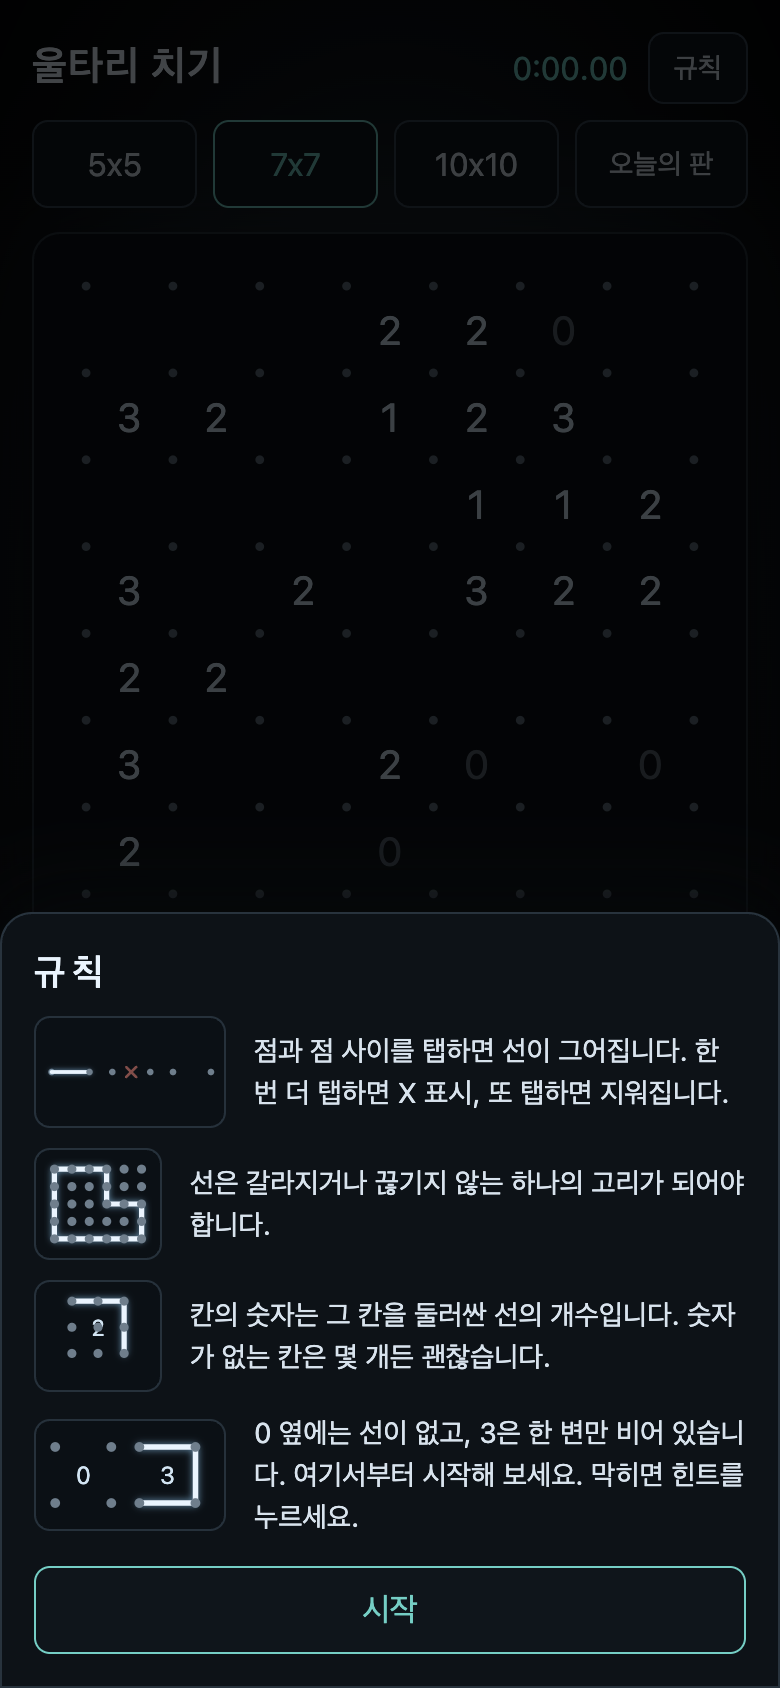 울타리 치기 0:00.00 규칙
5x5 7x7 10x10 오늘의 판
2 2 0
3 2 1 2 3
1 1 2
3 2 3 2 2
2 2
3 2 0 0
2 0
규칙
점과 점 사이를 탭하면 선이 그어집니다. 한
번 더 탭하면 X 표시, 또 탭하면 지워집니다.
선은 갈라지거나 끊기지 않는 하나의 고리가 되어야
합니다.
2
칸의 숫자는 그 칸을 둘러싼 선의 개수입니다. 숫자
가 없는 칸은 몇 개든 괜찮습니다.
0 3
0 옆에는 선이 없고, 3은 한 변만 비어 있습니
다. 여기서부터 시작해 보세요. 막히면 힌트를
누르세요.
시작